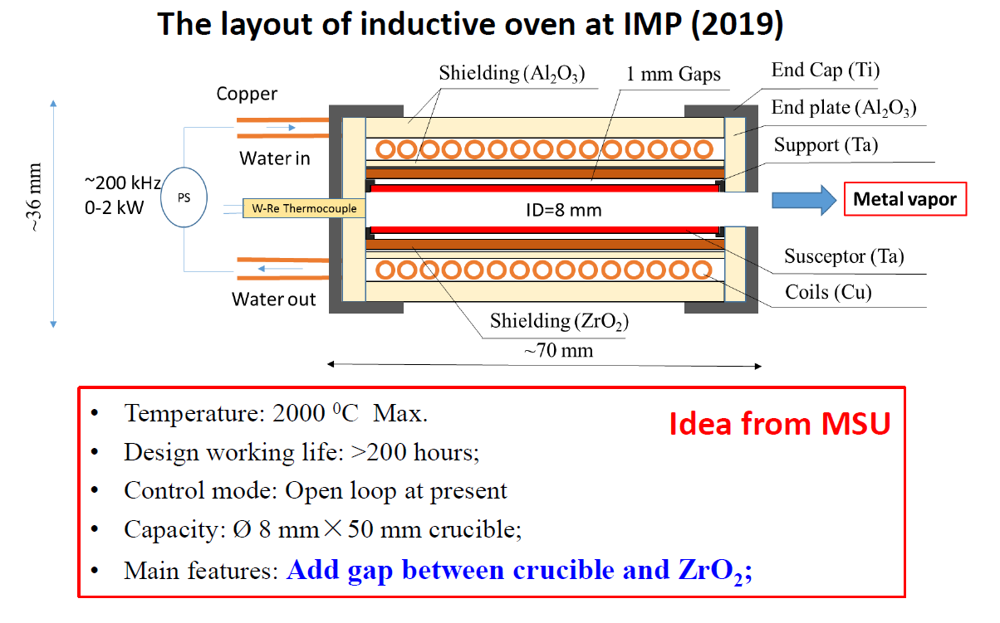 The layout of inductive oven at IMP (2019)
Shielding (Al₂O₃)
1 mm Gaps
End Cap (Ti)
Copper
End plate (Al₂O₃)
Water in
Support (Ta)
~36 mm
~200 kHz
0-2 kW
PS
W-Re Thermocouple
ID=8 mm
Metal vapor
Susceptor (Ta)
Water out
Coils (Cu)
Shielding (ZrO₂)
~70 mm
• Temperature: 2000 ⁰C Max.
Idea from MSU
• Design working life: >200 hours;
• Control mode: Open loop at present
• Capacity: Ø 8 mm×50 mm crucible;
• Main features: Add gap between crucible and ZrO₂;